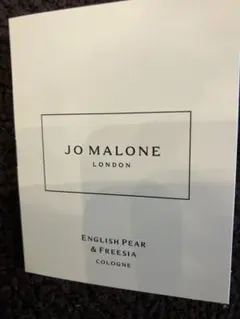 JO MALONE
LONDON
ENGLISH PEAR
& FREESIA
COLOGNE